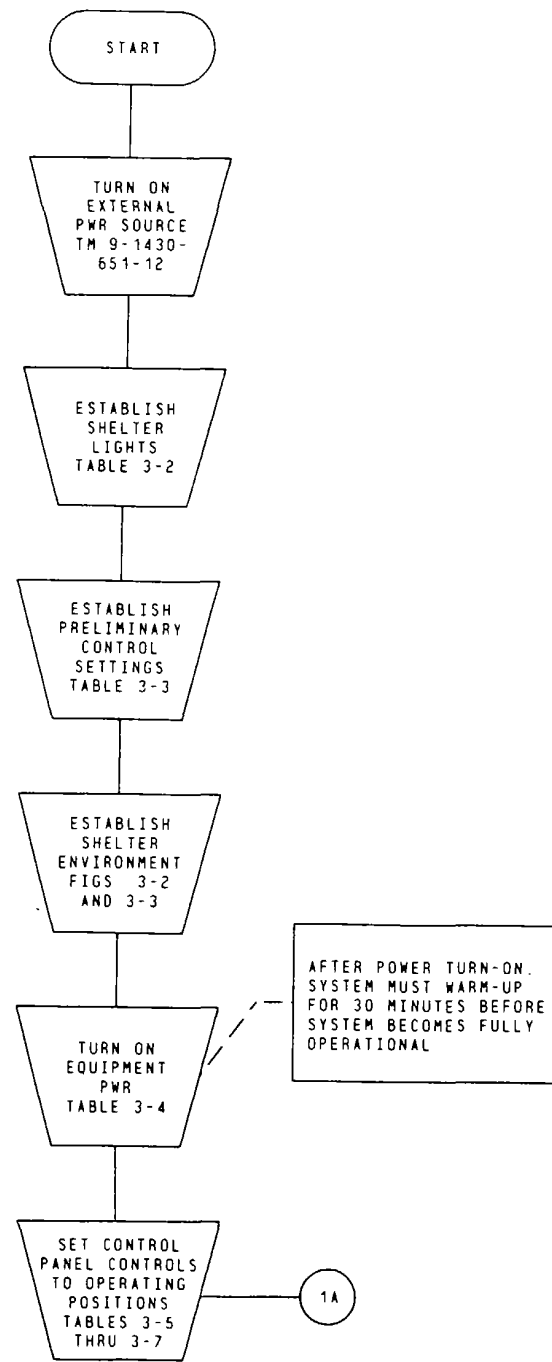 START
TURN ON
EXTERNAL
PWR SOURCE
TM 9-1430-
651-12
ESTABLISH
SHELTER
LIGHTS
TABLE 3-2
ESTABLISH
PRELIMINARY
CONTROL
SETTINGS
TABLE 3-3
ESTABLISH
SHELTER
ENVIRONMENT
FIGS 3-2
AND 3-3
TURN ON
EQUIPMENT
PWR
TABLE 3-4
AFTER POWER TURN-ON.
SYSTEM MUST WARM-UP
FOR 30 MINUTES BEFORE
SYSTEM BECOMES FULLY
OPERATIONAL
SET CONTROL
PANEL CONTROLS
TO OPERATING
POSITIONS
TABLES 3-5
THRU 3-7
1A